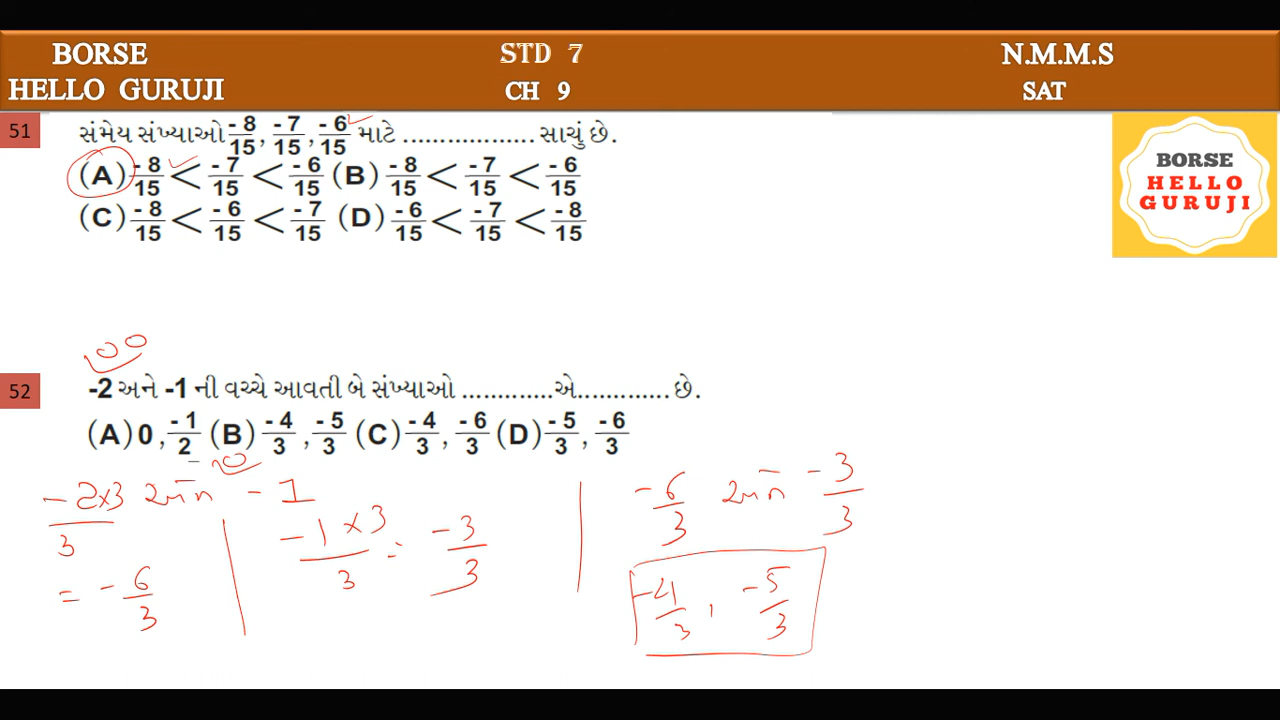 BORSE STD 7 N.M.M.S
HELLO GURUJI CH 9 SAT
51 સંમેય સંખ્યાઓ -8/15, -7/15, -6/15 માટે .................. સાચું છે.
(A) -8/15 < -7/15 < -6/15 (B) -8/15 < -7/15 < -6/15
(C) -8/15 < -6/15 < -7/15 (D) -6/15 < -7/15 < -8/15
BORSE
HELLO
GURUJI
52 -2 અને -1 ની વચ્ચે આવતી બે સંખ્યાઓ ............એ............ છે.
(A) 0, -1/2 (B) -4/3, -5/3 (C) -4/3, -6/3 (D) -5/3, -6/3
-2×3/3 અને -1
= -6/3
-1×3/3 = -3/3
-6/3 અને -3/3
-4/3, -5/3